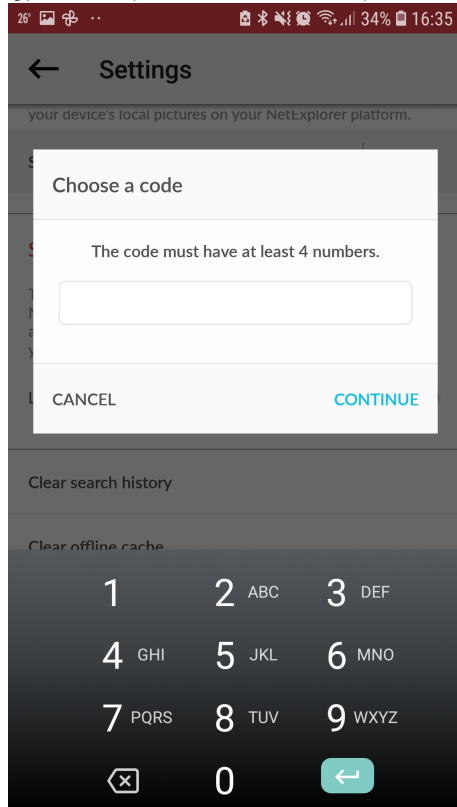 26° 34% 16:35
Settings
your device's local pictures on your NetExplorer platform.
Choose a code
The code must have at least 4 numbers.
CANCEL CONTINUE
Clear search history
Clear offline cache
1 2 ABC 3 DEF
4 GHI 5 JKL 6 MNO
7 PQRS 8 TUV 9 WXYZ
0